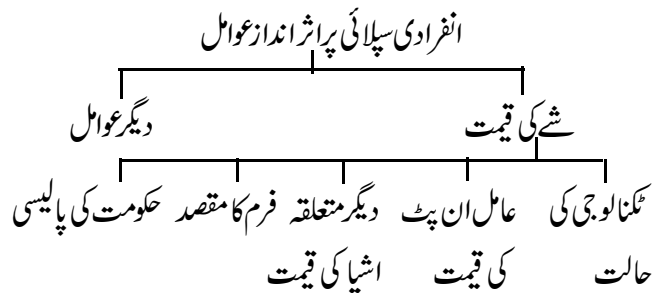 انفرادی سپلائی پر اثر انداز عوامل
شے کی قیمت
دیگر عوامل
ٹکنالوجی کی حالت
عامل ان پٹ کی قیمت
دیگر متعلقہ اشیا کی قیمت
فرم کا مقصد
حکومت کی پالیسی